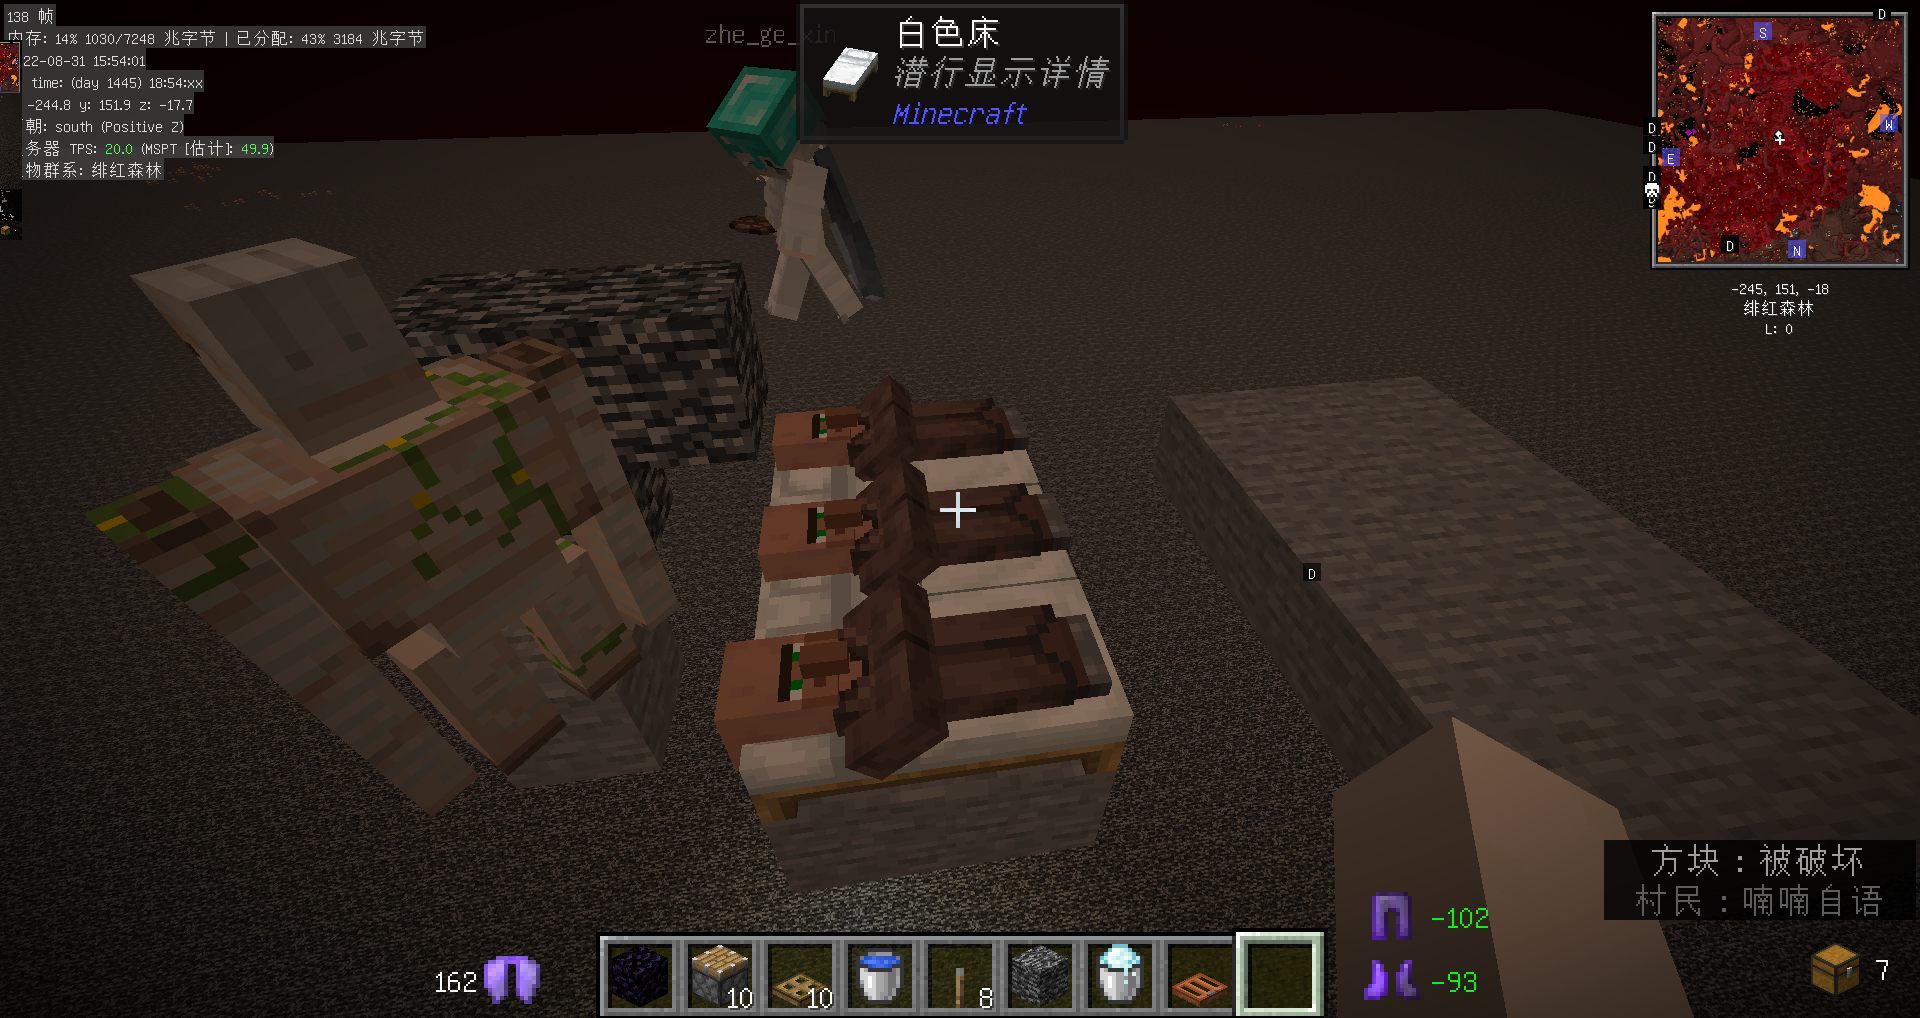 138 帧
内存: 14% 1030/7248 兆字节 | 已分配: 43% 3184 兆字节
22-08-31 15:54:01
time: (day 1445) 18:54:xx
-244.8 y: 151.9 z: -17.7
朝: south (Positive Z)
务器 TPS: 20.0 (MSPT [估计]: 49.9)
物群系: 绯红森林
zhe_ge_xin
白色床
潜行显示详情
Minecraft
D
S
W
D
D
E
D
D
N
-245, 151, -18
绯红森林
L: 0
D
方块：被破坏
村民：喃喃自语
-102
-93
162
10
10
8
7